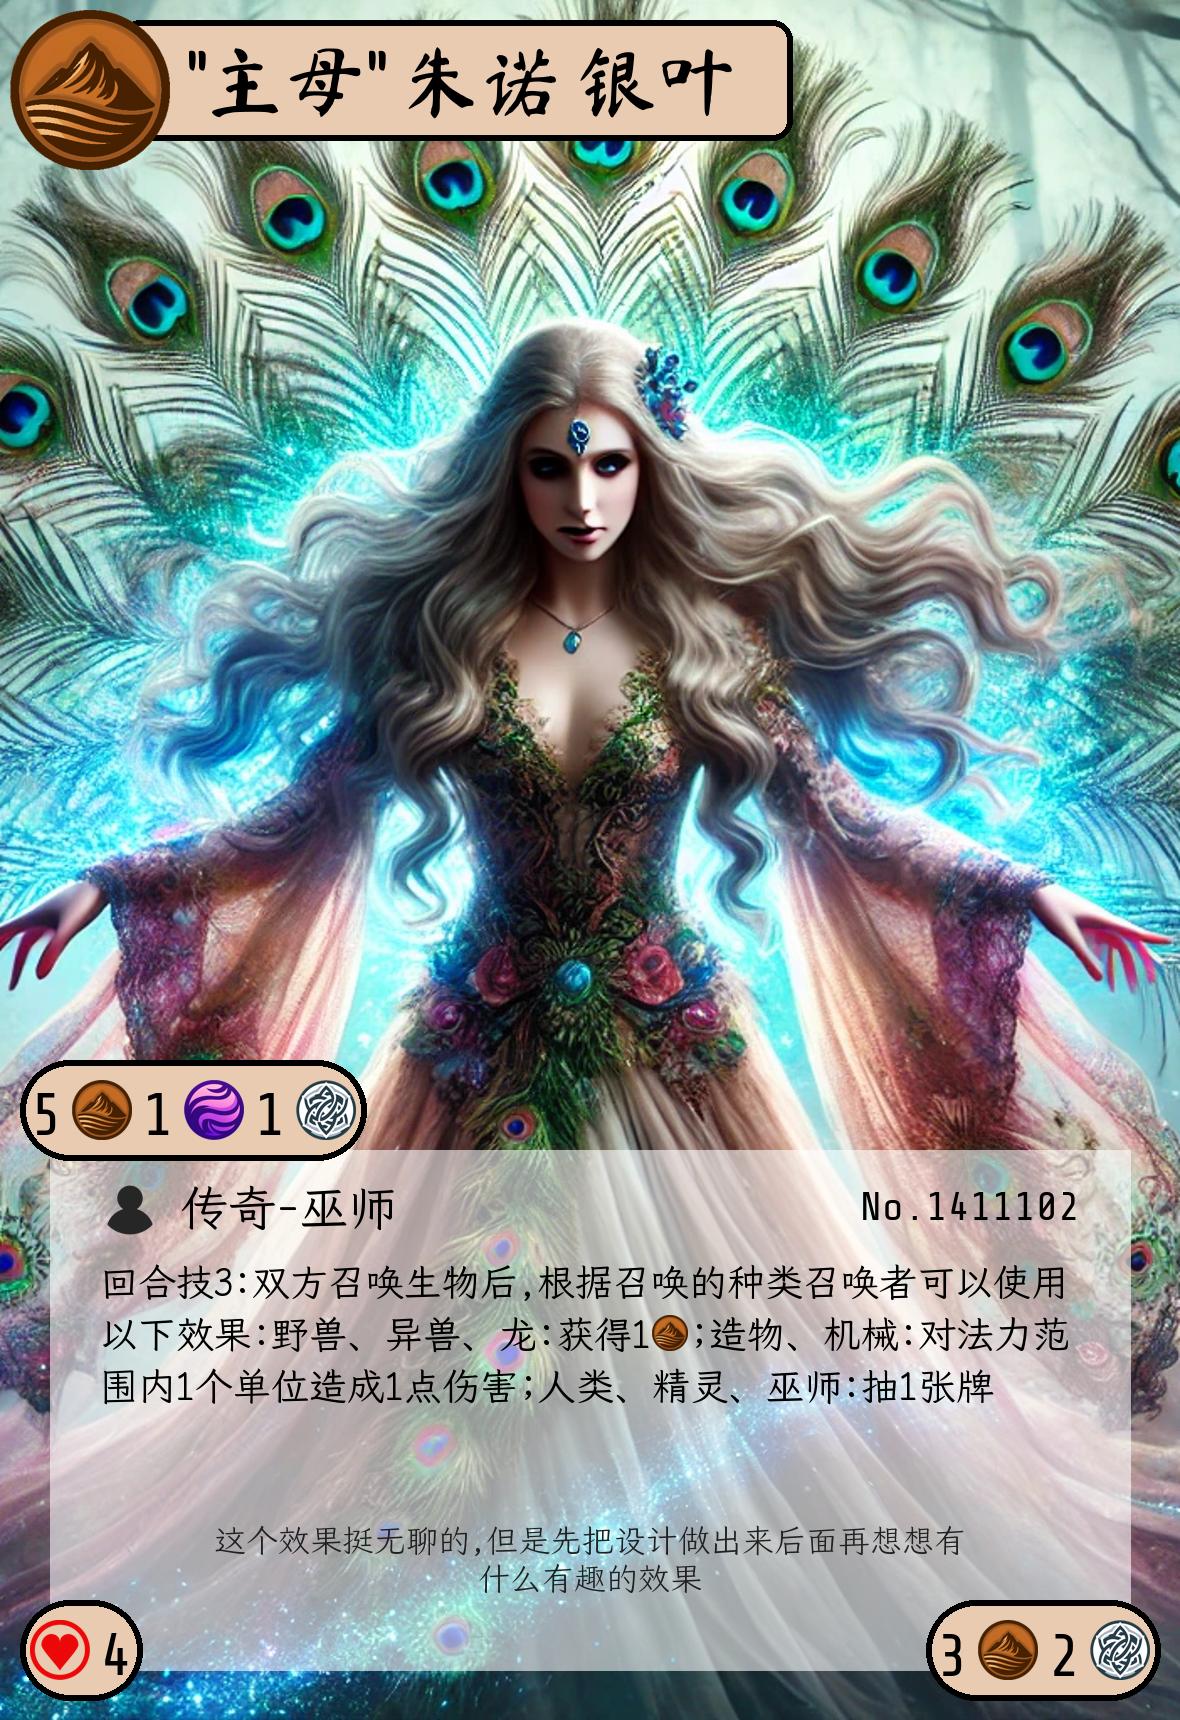 "主母"朱诺 银叶
5 1 1
传奇-巫师
No.1411102
回合技3:双方召唤生物后,根据召唤的种类召唤者可以使用
以下效果:野兽、异兽、龙:获得1;造物、机械:对法力范
围内1个单位造成1点伤害;人类、精灵、巫师:抽1张牌
这个效果挺无聊的,但是先把设计做出来后面再想想有
什么有趣的效果
4
3 2